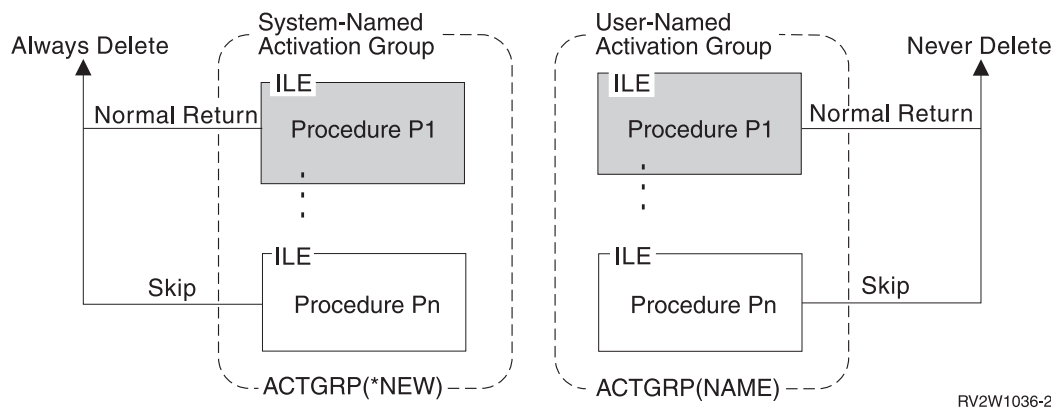 System-Named
Activation Group
User-Named
Activation Group
Always Delete
Never Delete
ILE
ILE
Normal Return
Procedure P1
Procedure P1
Normal Return
ILE
ILE
Skip
Procedure Pn
Procedure Pn
Skip
ACTGRP(*NEW)
ACTGRP(NAME)
RV2W1036-2